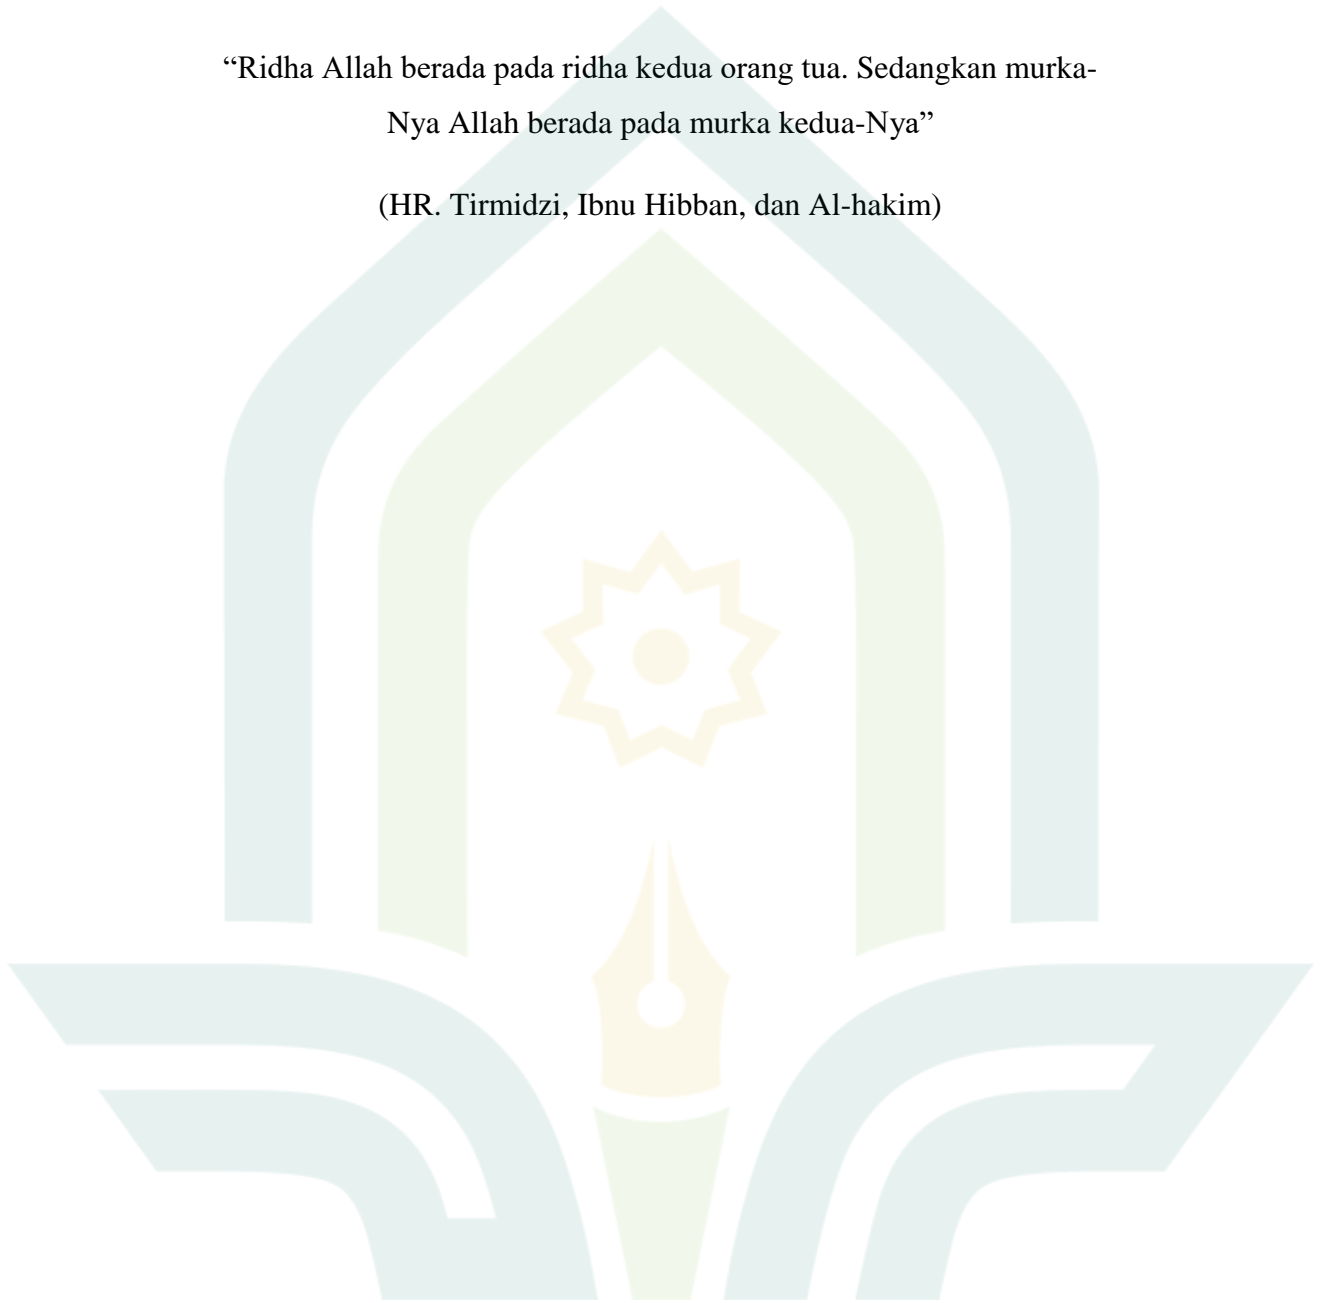 “Ridha Allah berada pada ridha kedua orang tua. Sedangkan murka-
Nya Allah berada pada murka kedua-Nya”
(HR. Tirmidzi, Ibnu Hibban, dan Al-hakim)